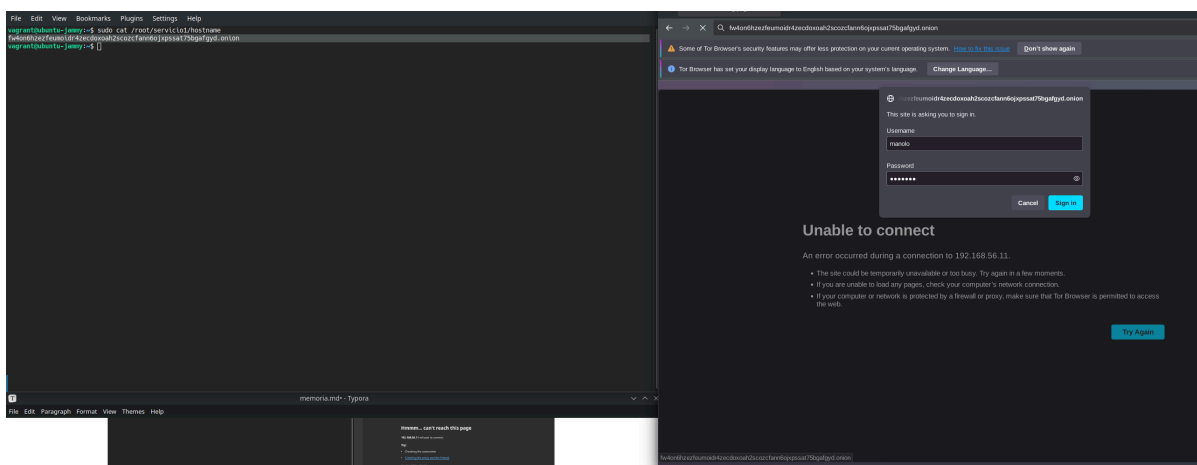 File Edit View Bookmarks Plugins Settings Help
vagrant@ubuntu-jammy:~$ sudo cat /root/servicio1/hostname
fw4on6hzezfeumoidr4zecdoxoah2scozcfann6ojxpssat75bgafgyd.onion
vagrant@ubuntu-jammy:~$
memoria.md• - Typora
File Edit Paragraph Format View Themes Help
Hmmm... can't reach this page
Try:
fw4on6hzezfeumoidr4zecdoxoah2scozcfann6ojxpssat75bgafgyd.onion
Some of Tor Browser's security features may offer less protection on your current operating system. How to fix this issue Don't show again
Tor Browser has set your display language to English based on your system's language. Change Language...
zezfeumoidr4zecdoxoah2scozcfann6ojxpssat75bgafgyd.onion
This site is asking you to sign in.
Username
manolo
Password
•••••••
Cancel Sign in
Unable to connect
An error occurred during a connection to 192.168.56.11.
• The site could be temporarily unavailable or too busy. Try again in a few moments.
• If you are unable to load any pages, check your computer's network connection.
• If your computer or network is protected by a firewall or proxy, make sure that Tor Browser is permitted to access
the web.
Try Again
fw4on6hzezfeumoidr4zecdoxoah2scozcfann6ojxpssat75bgafgyd.onion